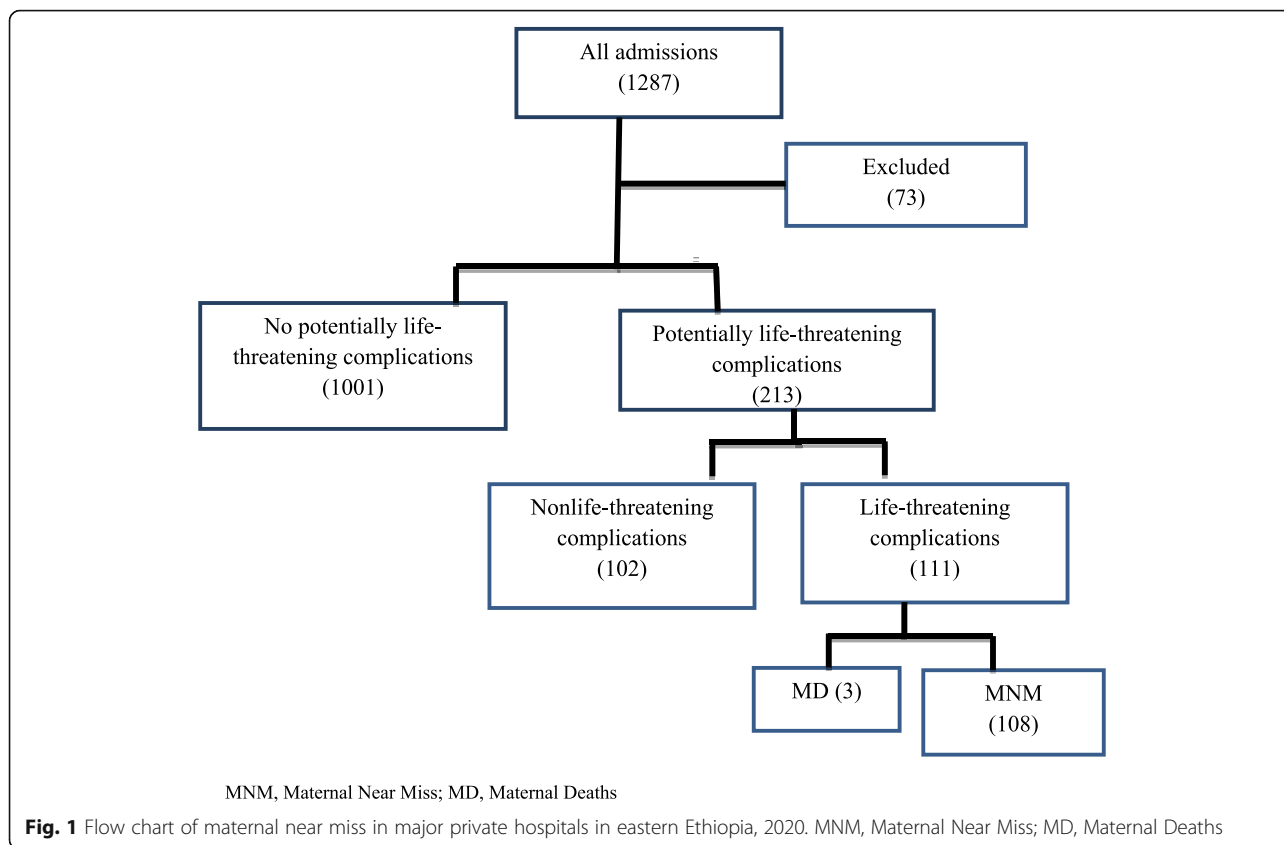 All admissions
(1287)
Excluded
(73)
No potentially life-
threatening complications
(1001)
Potentially life-threatening
complications
(213)
Nonlife-threatening
complications
(102)
Life-threatening
complications
(111)
MD (3)
MNM
(108)
MNM, Maternal Near Miss; MD, Maternal Deaths
Fig. 1 Flow chart of maternal near miss in major private hospitals in eastern Ethiopia, 2020. MNM, Maternal Near Miss; MD, Maternal Deaths